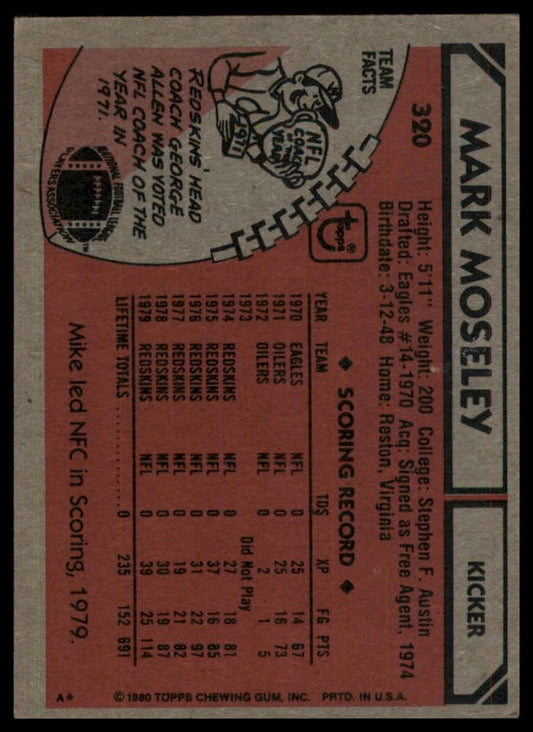 MARK MOSELEY
KICKER
320
Height: 5'11" Weight: 200 College: Stephen F. Austin
Drafted: Eagles #14-1970 Acq: Signed as Free Agent, 1974
Birthdate: 3-12-48 Home: Reston, Virginia
TEAM
FACTS
NFL
COACH
OF THE
YEAR
1971
REDSKINS' HEAD
COACH GEORGE
ALLEN WAS VOTED
NFL COACH OF THE
YEAR IN
1971.
NATIONAL FOOTBALL LEAGUE
PLAYERS ASSOCIATION
Topps ®
◆ SCORING RECORD ◆
YEAR TEAM TDS XP FG PTS
1970 EAGLES NFL 0 25 14 67
1971 OILERS NFL 0 25 16 73
1972 OILERS NFL 0 2 1 5
1973 Did Not Play
1974 REDSKINS NFL 0 27 18 81
1975 REDSKINS NFL 0 37 16 85
1976 REDSKINS NFL 0 31 22 97
1977 REDSKINS NFL 0 19 21 82
1978 REDSKINS NFL 0 30 19 87
1979 REDSKINS NFL 0 39 25 114
LIFETIME TOTALS 0 235 152 691
Mike led NFC in Scoring, 1979.
A* ©1980 TOPPS CHEWING GUM, INC. PRTD. IN U.S.A.